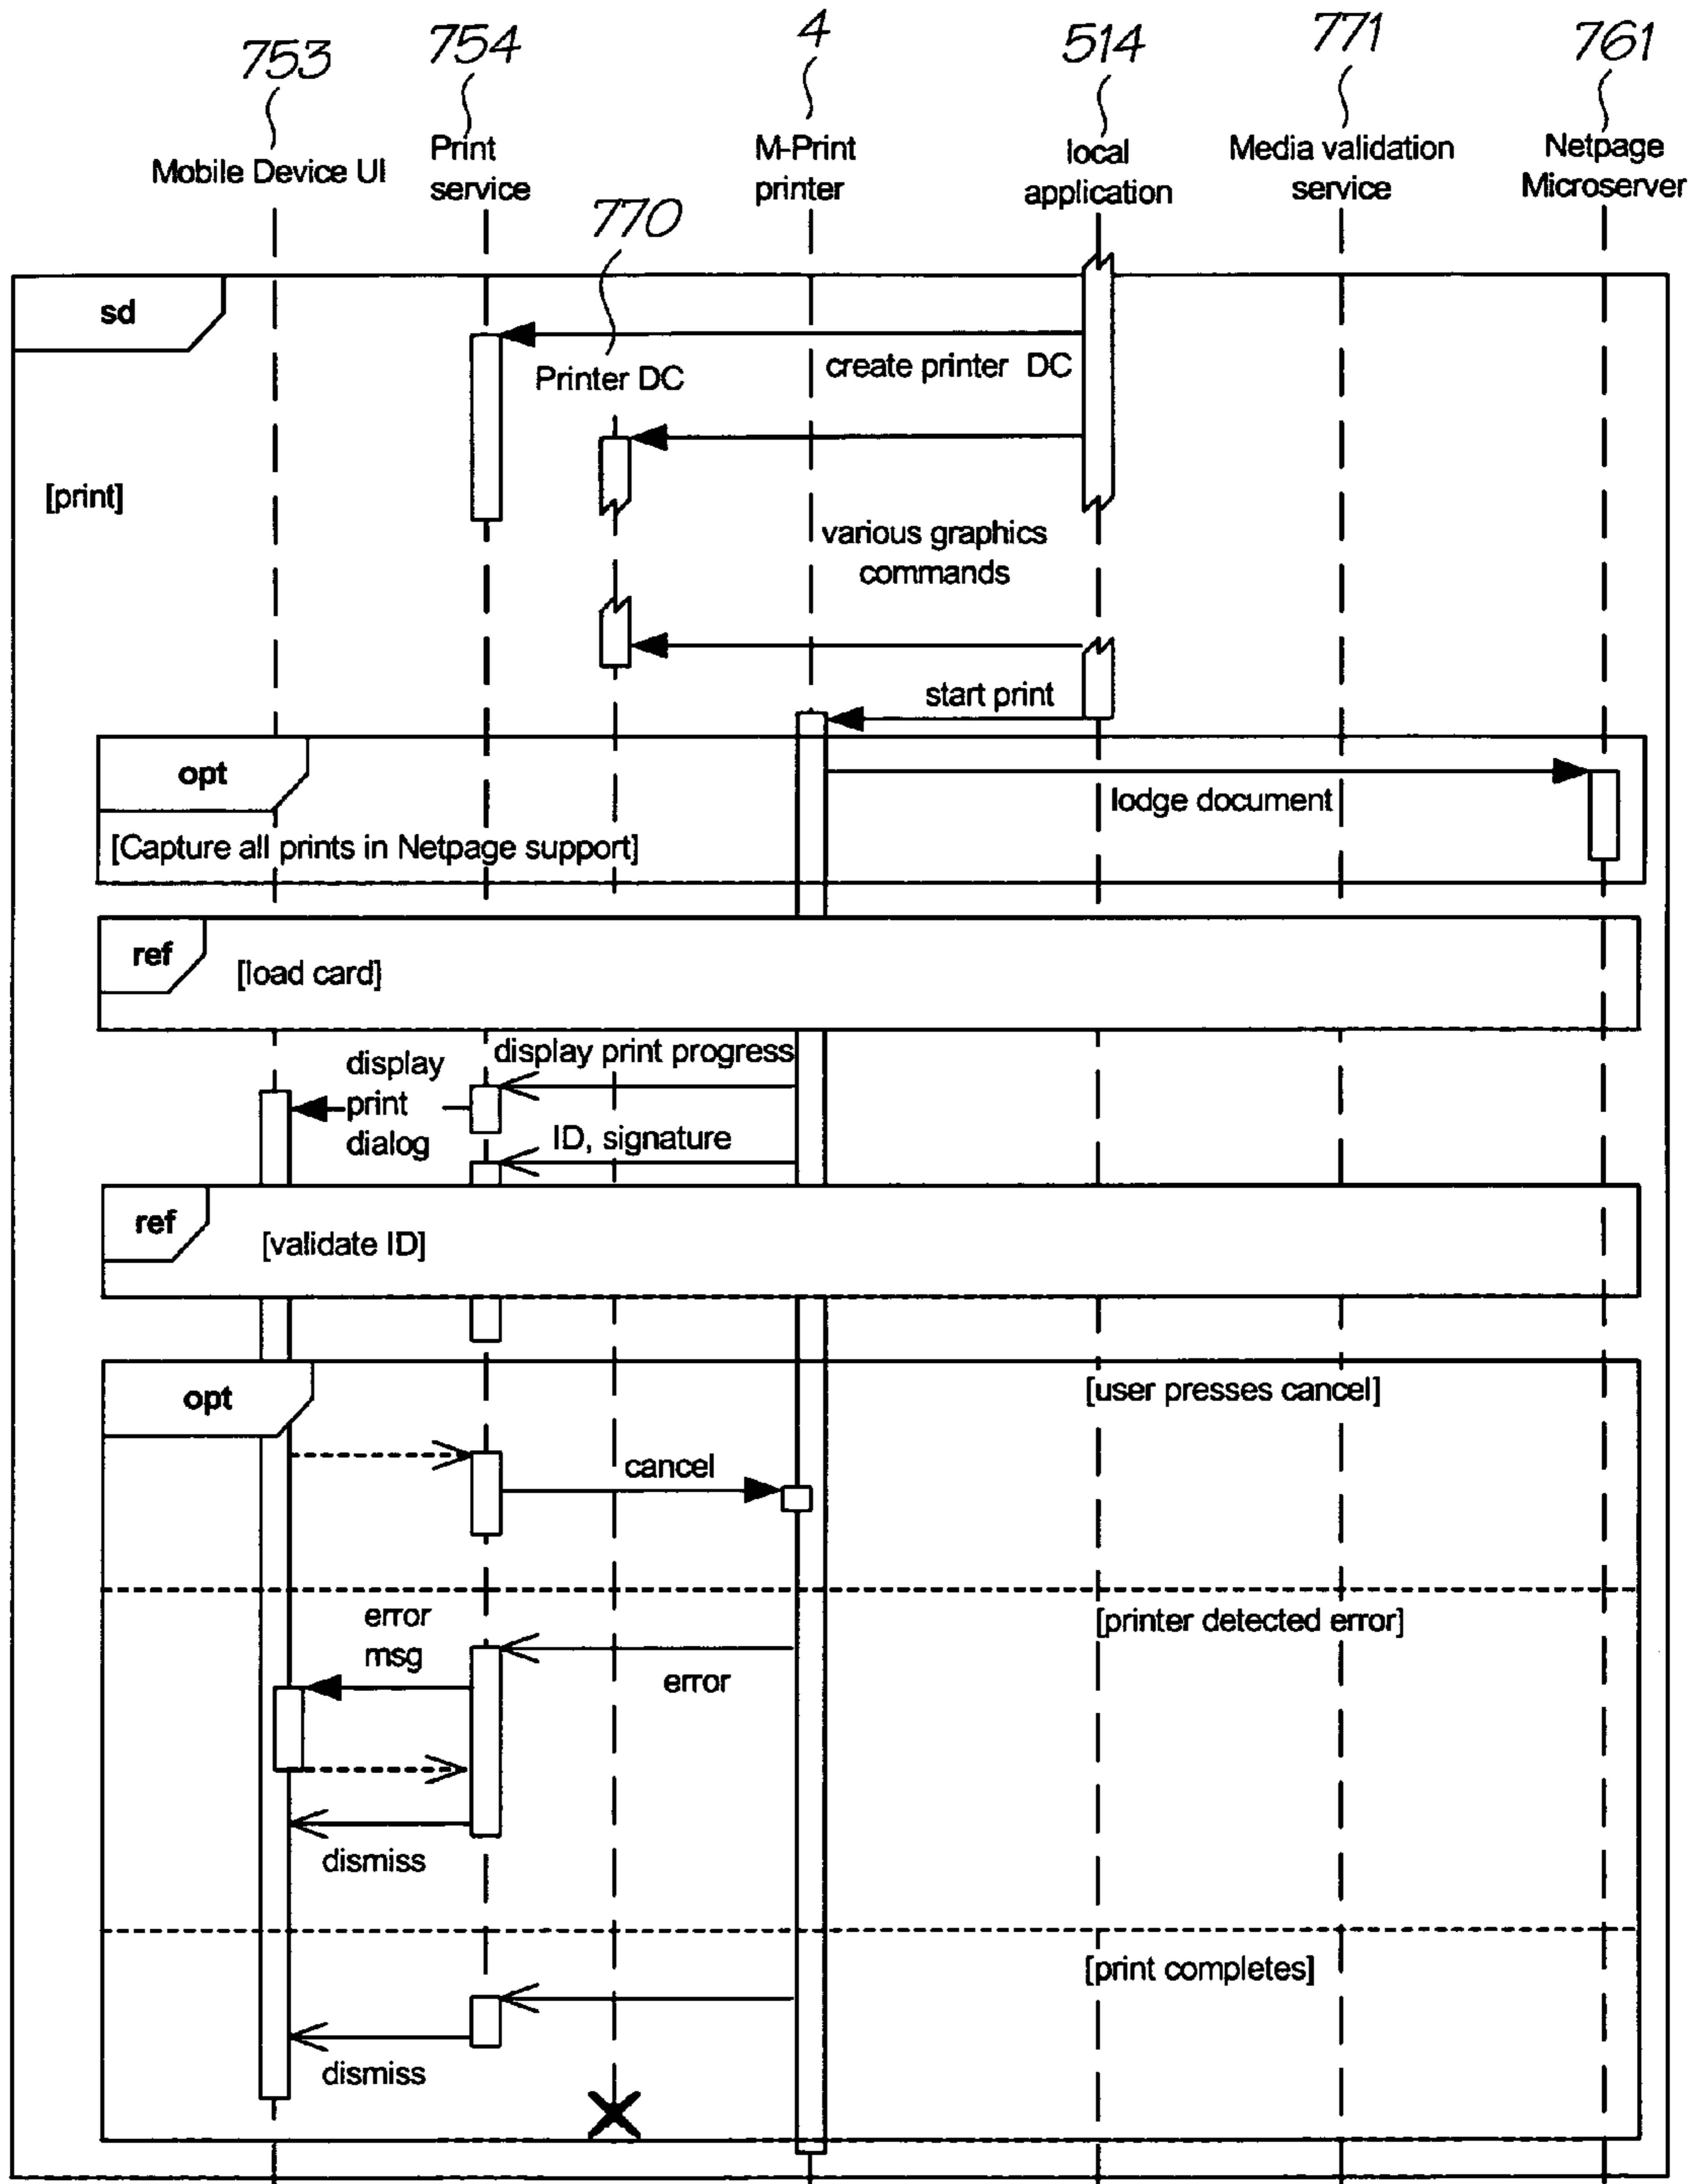 753
754
4
514
771
761
Mobile Device UI
Print
service
M-Print
printer
local
application
Media validation
service
Netpage
Microserver
770
sd
Printer DC
create printer DC
[print]
various graphics
commands
start print
opt
lodge document
[Capture all prints in Netpage support]
ref
[load card]
display
print
dialog
display print progress
ID, signature
ref
[validate ID]
opt
[user presses cancel]
cancel
error
msg
[printer detected error]
error
dismiss
[print completes]
dismiss